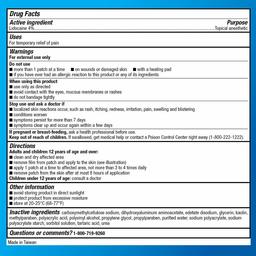 Drug Facts
Active ingredient Purpose
Lidocaine 4% Topical anesthetic
Uses
For temporary relief of pain
Warnings
For external use only
Do not use
■ more than 1 patch at a time ■ on wounds or damaged skin ■ with a heating pad
■ if you have ever had an allergic reaction to this product or any of its ingredients
When using this product
■ use only as directed
■ avoid contact with the eyes, mucous membranes or rashes
■ do not bandage tightly
Stop use and ask a doctor if
■ localized skin reactions occur, such as rash, itching, redness, irritation, pain, swelling and blistering
■ conditions worsen
■ symptoms persist for more than 7 days
■ symptoms clear up and occur again within a few days
If pregnant or breast-feeding, ask a health professional before use.
Keep out of reach of children. If swallowed, get medical help or contact a Poison Control Center right away (1-800-222-1222).
Directions
Adults and children 12 years of age and over:
■ clean and dry affected area
■ remove film from patch and apply to the skin (see illustration)
■ apply 1 patch at a time to affected area, not more than 3 to 4 times daily
■ remove patch from the skin after at most 8 hours of application
Children under 12 years of age: consult a doctor
Other information
■ avoid storing product in direct sunlight
■ protect product from excessive moisture
■ store at 20-25°C (68-77°F)
Inactive ingredients carboxymethylcellulose sodium, dihydroxyaluminum aminoacetate, edetate disodium, glycerin, kaolin,
methylparaben, polyacrylic acid, polyvinyl alcohol, propylene glycol, propylparaben, purified water, sodium polyacrylate, sodium
polystyrene starch, sorbitol solution, tartaric acid, urea
Questions or comments? 1-800-719-9260
Made in Taiwan